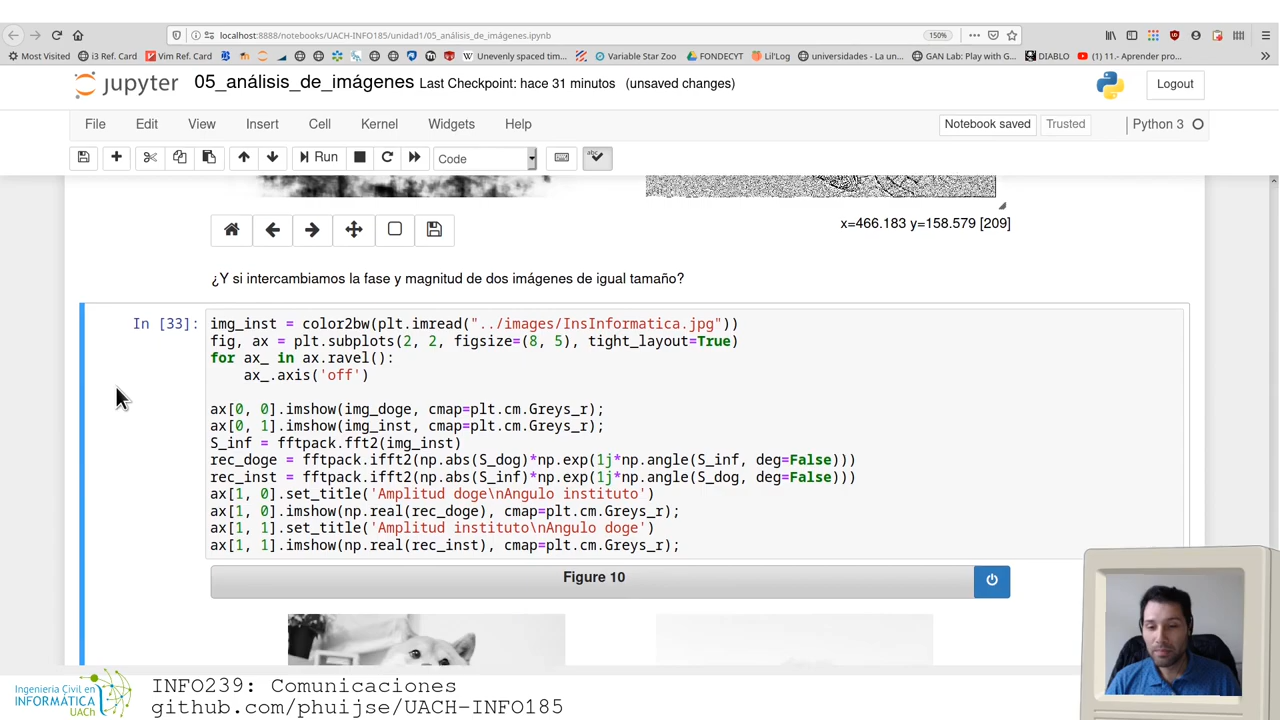 localhost:8888/notebooks/UACH-INFO185/unidad1/05_análisis_de_imágenes.ipynb
150%
Most Visited
i3 Ref. Card
Vim Ref. Card
Unevenly spaced tim…
Variable Star Zoo
FONDECYT
Lil'Log
universidades - La un…
GAN Lab: Play with G…
DIABLO
(1) 11.- Aprender pro…
jupyter
05_análisis_de_imágenes
Last Checkpoint: hace 31 minutos
(unsaved changes)
Logout
File
Edit
View
Insert
Cell
Kernel
Widgets
Help
Notebook saved
Trusted
Python 3
Run
Code
x=466.183 y=158.579 [209]
¿Y si intercambiamos la fase y magnitud de dos imágenes de igual tamaño?
In [33]:
img_inst = color2bw(plt.imread("../images/InsInformatica.jpg"))
fig, ax = plt.subplots(2, 2, figsize=(8, 5), tight_layout=True)
for ax_ in ax.ravel():
    ax_.axis('off')
ax[0, 0].imshow(img_doge, cmap=plt.cm.Greys_r);
ax[0, 1].imshow(img_inst, cmap=plt.cm.Greys_r);
S_inf = fftpack.fft2(img_inst)
rec_doge = fftpack.ifft2(np.abs(S_dog)*np.exp(1j*np.angle(S_inf, deg=False)))
rec_inst = fftpack.ifft2(np.abs(S_inf)*np.exp(1j*np.angle(S_dog, deg=False)))
ax[1, 0].set_title('Amplitud doge\nAngulo instituto')
ax[1, 0].imshow(np.real(rec_doge), cmap=plt.cm.Greys_r);
ax[1, 1].set_title('Amplitud instituto\nAngulo doge')
ax[1, 1].imshow(np.real(rec_inst), cmap=plt.cm.Greys_r);
Figure 10
Ingeniería Civil en
INFORMÁTICA
UACh
INFO239: Comunicaciones
github.com/phuijse/UACH-INFO185